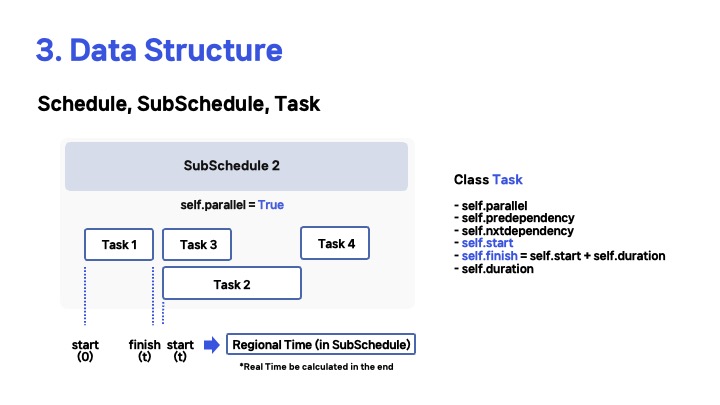 3. Data Structure
Schedule, SubSchedule, Task
SubSchedule 2
self.parallel = True
Task 1
Task 3
Task 4
Task 2
start
(0)
finish
(t)
start
(t)
Regional Time (in SubSchedule)
*Real Time be calculated in the end
Class Task
- self.parallel
- self.predependency
- self.nxtdependency
- self.start
- self.finish = self.start + self.duration
- self.duration